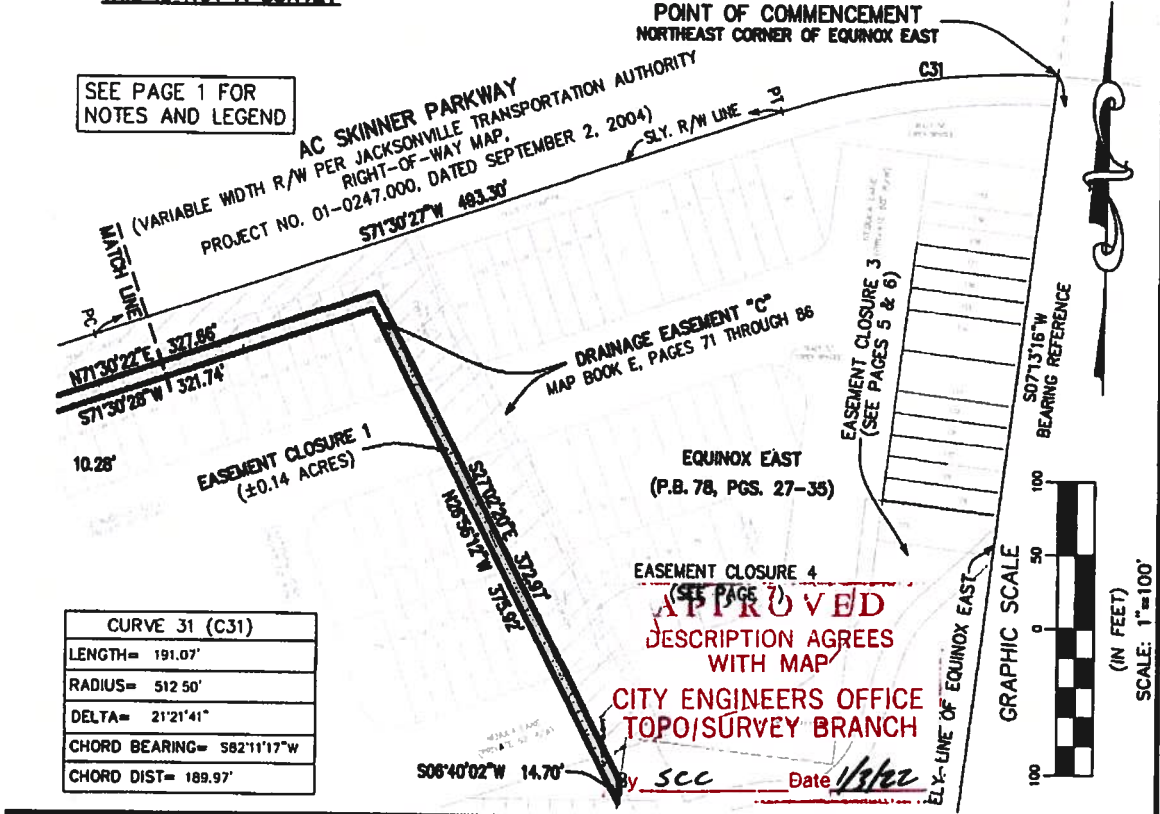 POINT OF COMMENCEMENT
NORTHEAST CORNER OF EQUINOX EAST
C31
SEE PAGE 1 FOR
NOTES AND LEGEND
AC SKINNER PARKWAY
(VARIABLE WIDTH R/W PER JACKSONVILLE TRANSPORTATION AUTHORITY
RIGHT-OF-WAY MAP,
PROJECT NO. 01-0247.000, DATED SEPTEMBER 2, 2004)
SLY. R/W LINE
PT
S71°30'27"W 493.30'
MATCH LINE
PC
N71°30'22"E 327.86'
S71°30'28"W 321.74'
10.28'
DRAINAGE EASEMENT "C"
MAP BOOK E, PAGES 71 THROUGH 86
EASEMENT CLOSURE 1
(±0.14 ACRES)
S27°02'20"E 372.97'
N26°56'12"W 375.92'
S06°40'02"W 14.70'
EASEMENT CLOSURE 3
(SEE PAGES 5 & 6)
S07°13'16"W
BEARING REFERENCE
EQUINOX EAST
(P.B. 78, PGS. 27-35)
EASEMENT CLOSURE 4
(SEE PAGE 7)
APPROVED
DESCRIPTION AGREES
WITH MAP
CITY ENGINEERS OFFICE
TOPO/SURVEY BRANCH
By SCC Date 1/3/22
ELY. LINE OF EQUINOX EAST
GRAPHIC SCALE
100
50
0
100
(IN FEET)
SCALE: 1"=100'
CURVE 31 (C31)
LENGTH= 191.07'
RADIUS= 512 50'
DELTA= 21°21'41"
CHORD BEARING= S82°11'17"W
CHORD DIST= 189.97'